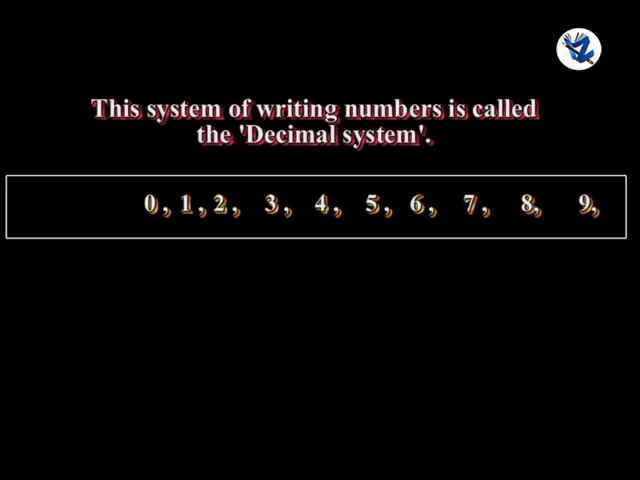 This system of writing numbers is called
the 'Decimal system'.
0 , 1 , 2 , 3 , 4 , 5 , 6 , 7 , 8, 9,